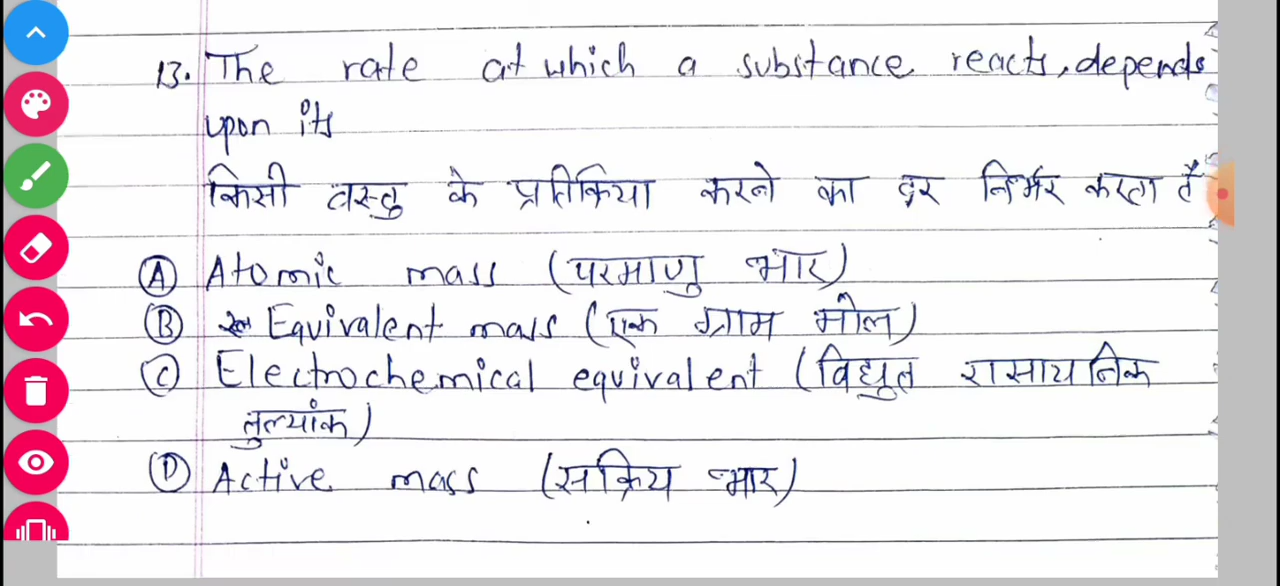 13. The rate at which a substance reacts, depends
upon its
किसी वस्तु के प्रतिक्रिया करने का दर निर्भर करता है
Ⓐ Atomic mass (परमाणु भार)
Ⓑ Equivalent mass (एक ग्राम मोल)
Ⓒ Electrochemical equivalent (विद्युत रासायनिक
तुल्यांक)
Ⓓ Active mass (सक्रिय भार)